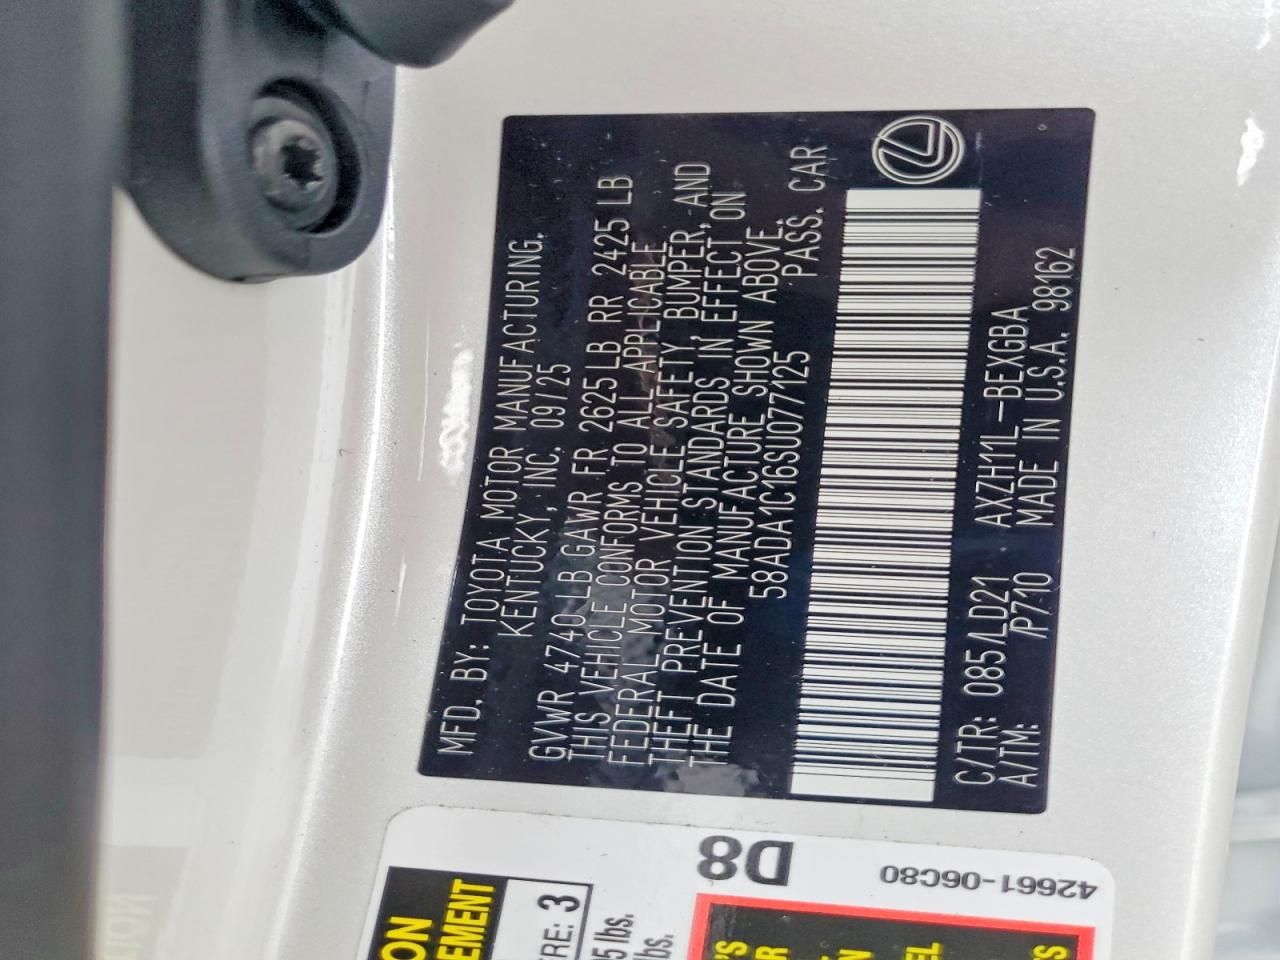 MFD. BY: TOYOTA MOTOR MANUFACTURING,
KENTUCKY, INC. 09/25
GVWR 4740 LB GAWR FR 2625 LB RR 2425 LB
THIS VEHICLE CONFORMS TO ALL APPLICABLE
FEDERAL MOTOR VEHICLE SAFETY, BUMPER, AND
THEFT PREVENTION STANDARDS IN EFFECT ON
THE DATE OF MANUFACTURE SHOWN ABOVE.
58ADA1C16SU077125 PASS. CAR
C/TR: 085/LD21 AXZH11L-BEXGBA
A/TM: /P710 MADE IN U.S.A. 98162
D8
42661-06C80
3
lbs.
lbs.